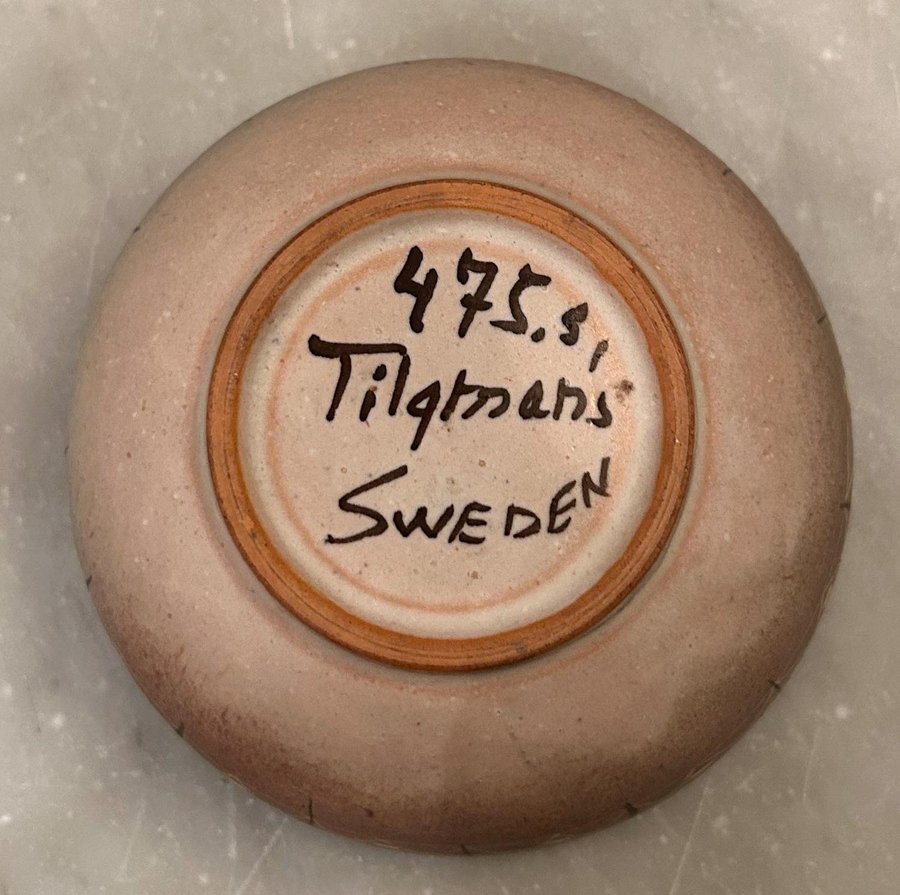 475.s,
Tilgmans
SWEDEN